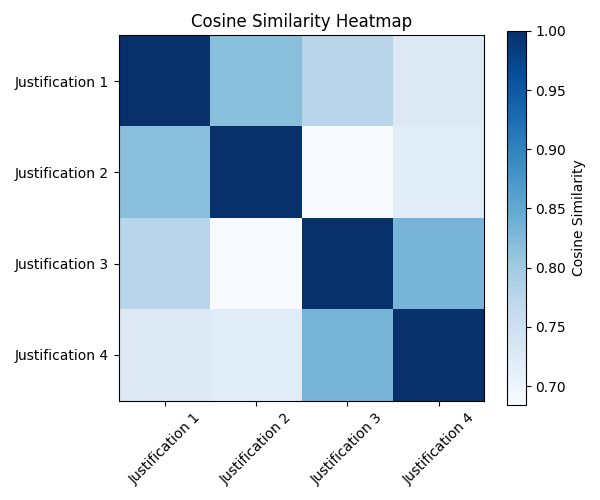 Cosine Similarity Heatmap
Justification 1
Justification 2
Justification 3
Justification 4
Justification 1
Justification 2
Justification 3
Justification 4
1.00
0.95
0.90
0.85
0.80
0.75
0.70
Cosine Similarity